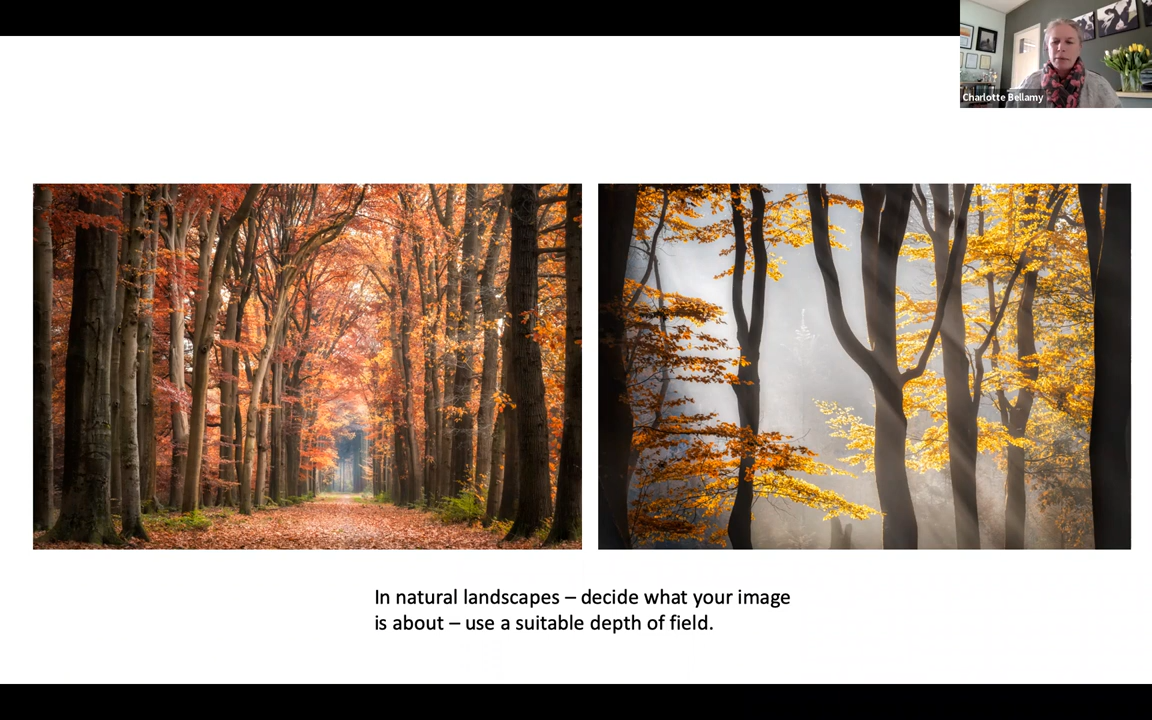 Charlotte Bellamy
In natural landscapes – decide what your image
is about – use a suitable depth of field.